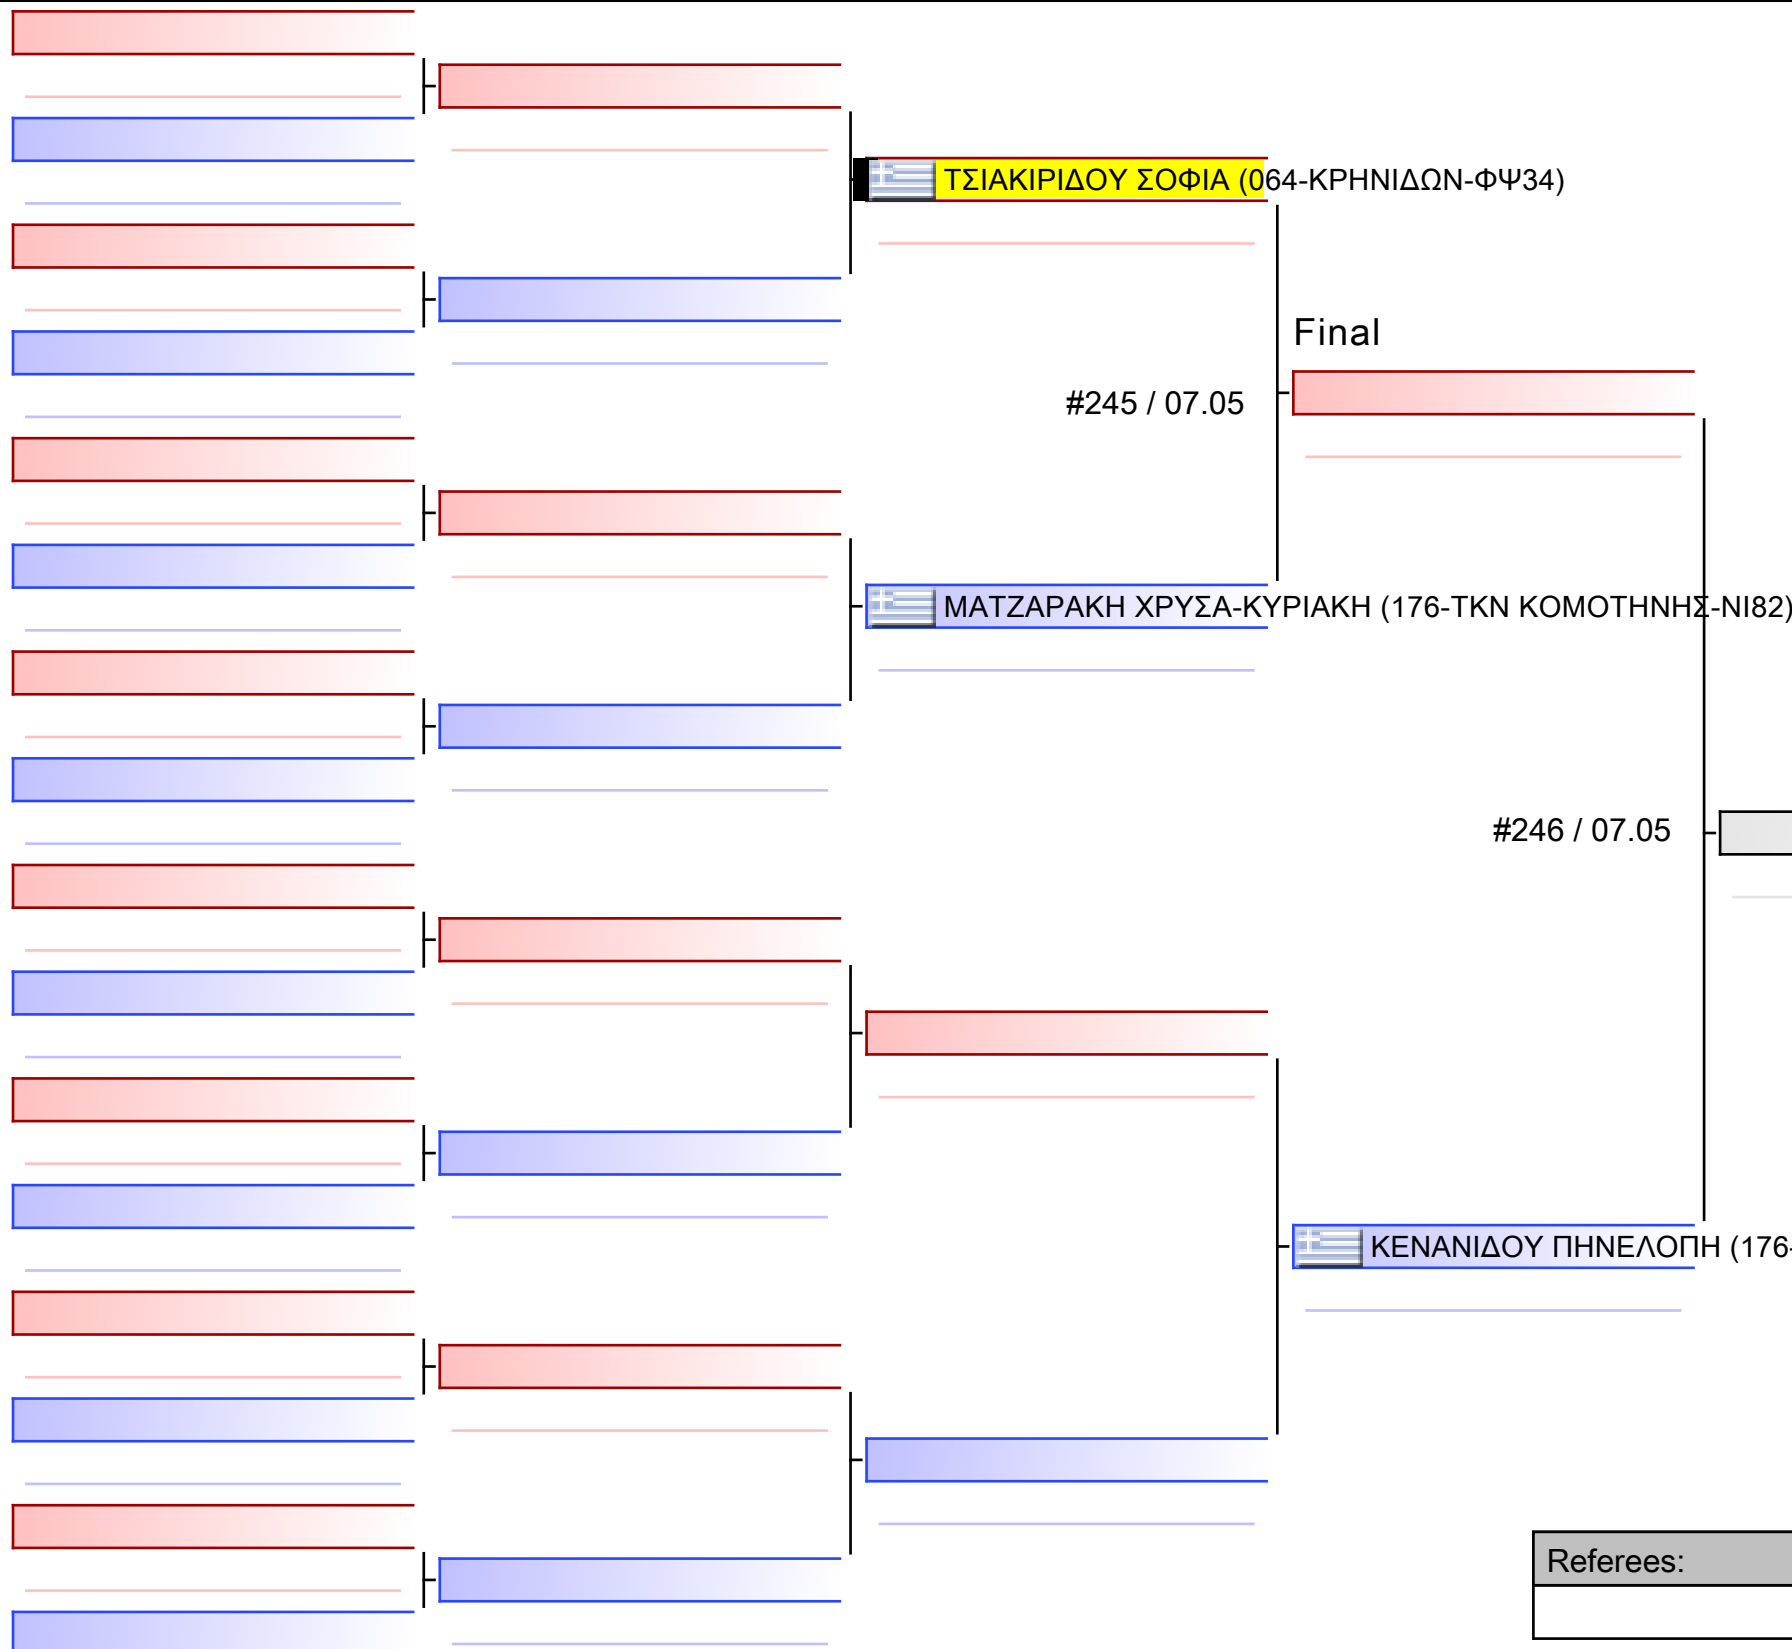 ΤΣΙΑΚΙΡΙΔΟΥ ΣΟΦΙΑ (064-ΚΡΗΝΙΔΩΝ-ΦΨ34)
Final
#245 / 07.05
ΜΑΤΖΑΡΑΚΗ ΧΡΥΣΑ-ΚΥΡΙΑΚΗ (176-ΤΚΝ ΚΟΜΟΤΗΝΗΣ-ΝΙ82)
#246 / 07.05
ΚΕΝΑΝΙΔΟΥ ΠΗΝΕΛΟΠΗ (176-
Referees: